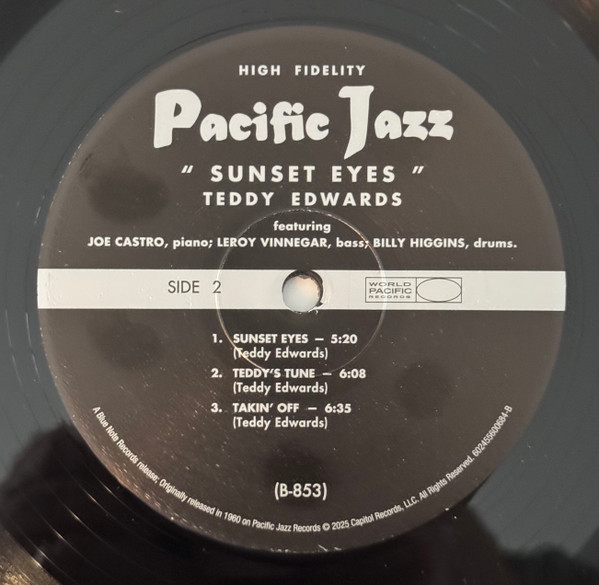 HIGH FIDELITY
Pacific Jazz
" SUNSET EYES "
TEDDY EDWARDS
featuring
JOE CASTRO, piano; LEROY VINNEGAR, bass; BILLY HIGGINS, drums.
SIDE 2
WORLD
PACIFIC
RECORDS
1. SUNSET EYES — 5:20
(Teddy Edwards)
2. TEDDY'S TUNE — 6:08
(Teddy Edwards)
3. TAKIN' OFF — 6:35
(Teddy Edwards)
(B-853)
A Blue Note Records release; Originally released in 1960 on Pacific Jazz Records © 2025 Capitol Records, LLC. All Rights Reserved. 602455600684-B